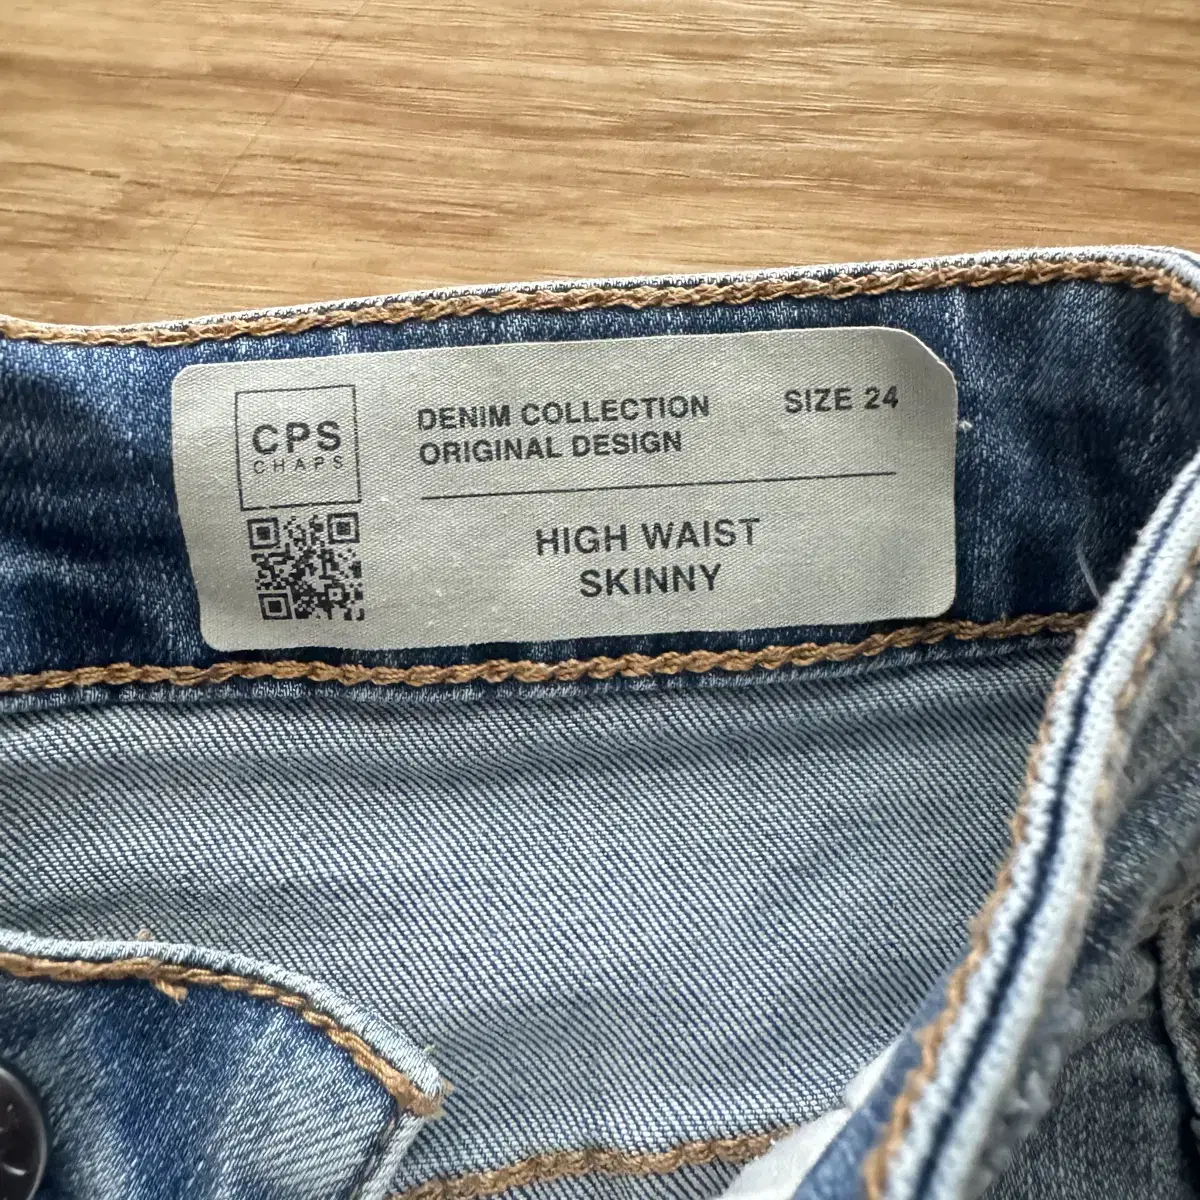 CPS
CHAPS
DENIM COLLECTION
ORIGINAL DESIGN
SIZE 24
HIGH WAIST
SKINNY